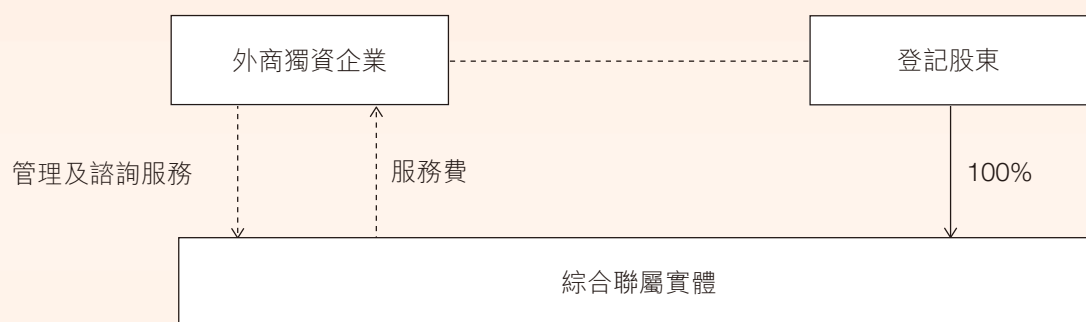 外商獨資企業
登記股東
管理及諮詢服務
服務費
100%
綜合聯屬實體